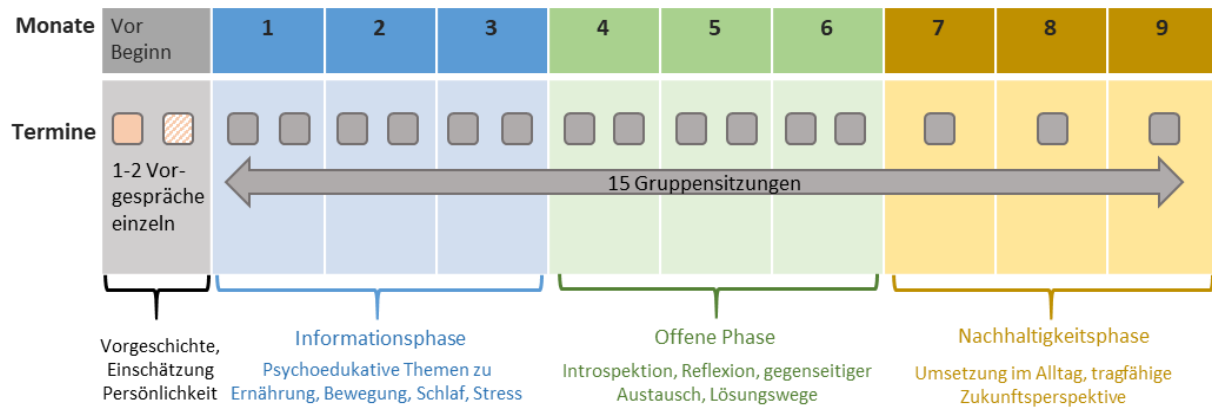 Monate
Vor
Beginn
1
2
3
4
5
6
7
8
9
Termine
1-2 Vor-
gespräche
einzeln
15 Gruppensitzungen
Vorgeschichte,
Einschätzung
Persönlichkeit
Informationsphase
Psychoedukative Themen zu
Ernährung, Bewegung, Schlaf, Stress
Offene Phase
Introspektion, Reflexion, gegenseitiger
Austausch, Lösungswege
Nachhaltigkeitsphase
Umsetzung im Alltag, tragfähige
Zukunftsperspektive